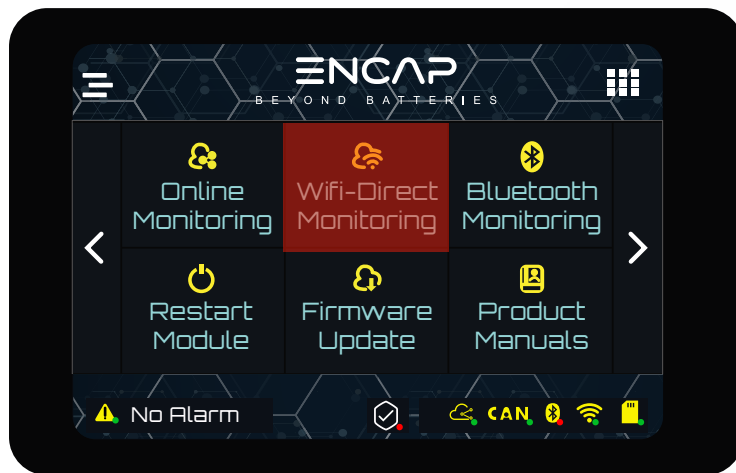 ENCAP
BEYOND BATTERIES
Online
Monitoring
Wifi-Direct
Monitoring
Bluetooth
Monitoring
Restart
Module
Firmware
Update
Product
Manuals
No Alarm
CAN